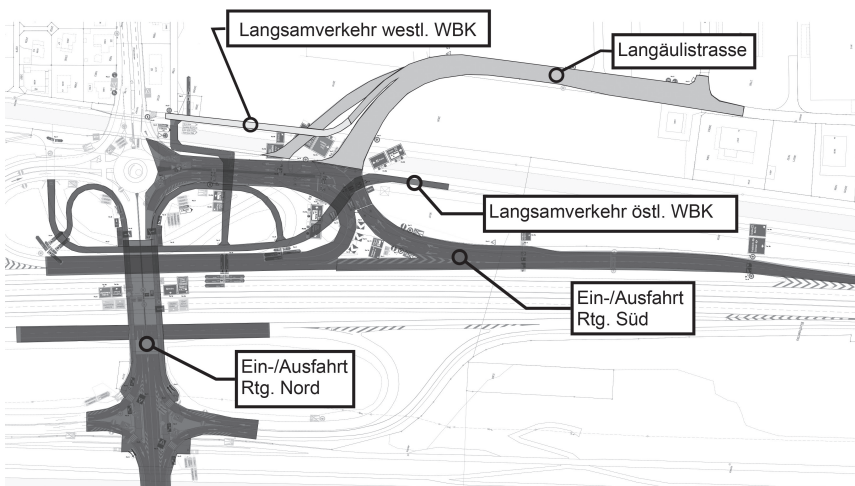 Langsamverkehr westl. WBK
Langäulistrasse
Langsamverkehr östl. WBK
Ein-/Ausfahrt
Rtg. Süd
Ein-/Ausfahrt
Rtg. Nord